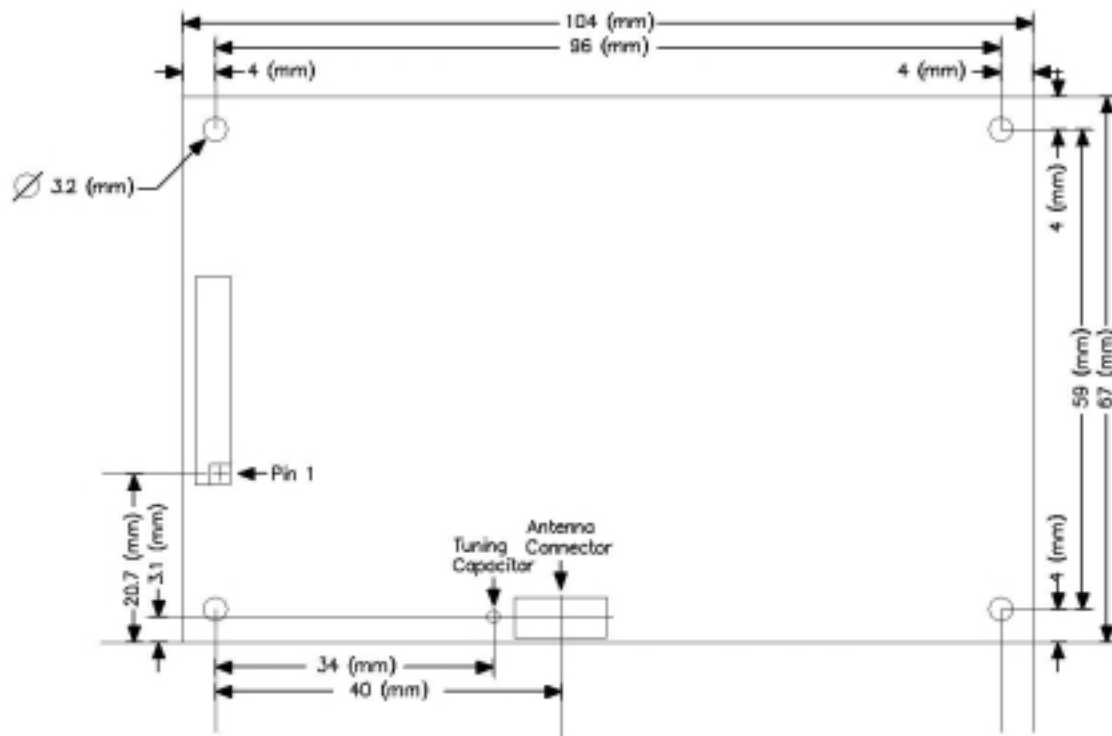 104 (mm)
96 (mm)
4 (mm)
4 (mm)
3.2 (mm)
4 (mm)
59 (mm)
67 (mm)
Pin 1
20.7 (mm)
3.1 (mm)
Tuning
Capacitor
Antenna
Connector
4 (mm)
34 (mm)
40 (mm)